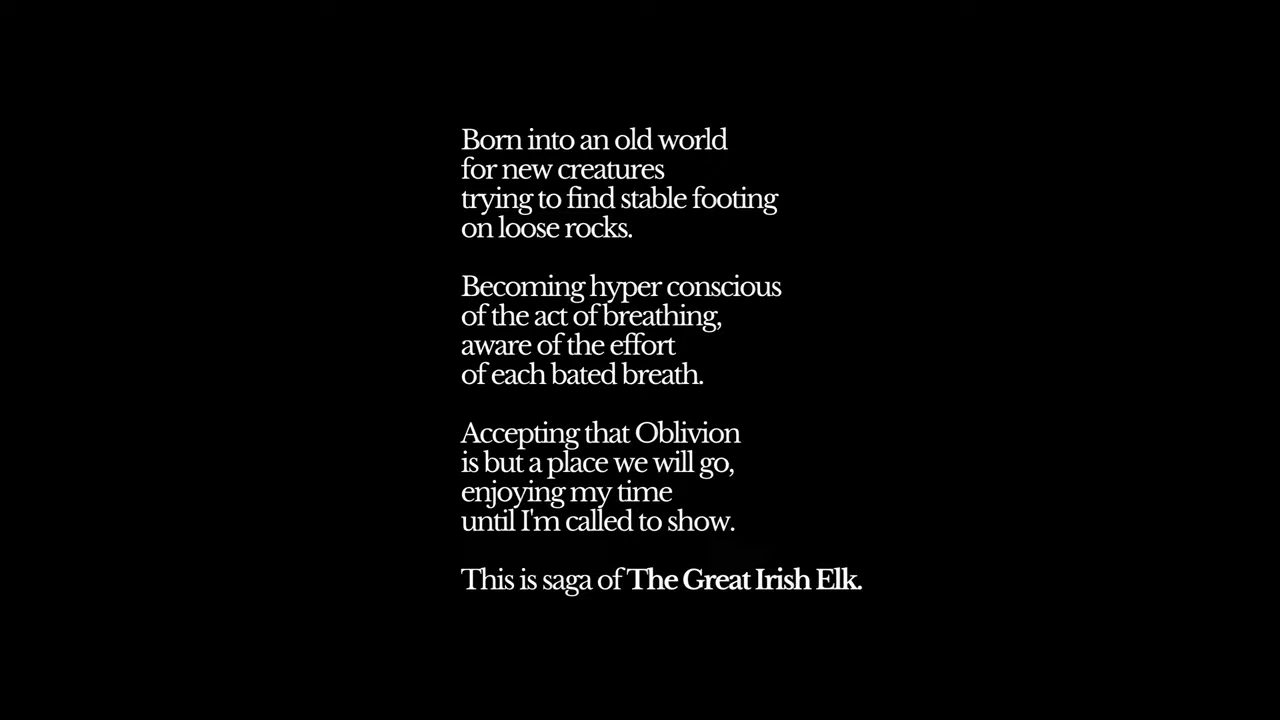 Born into an old world
for new creatures
trying to find stable footing
on loose rocks.
Becoming hyper conscious
of the act of breathing,
aware of the effort
of each bated breath.
Accepting that Oblivion
is but a place we will go,
enjoying my time
until I'm called to show.
This is saga of The Great Irish Elk.